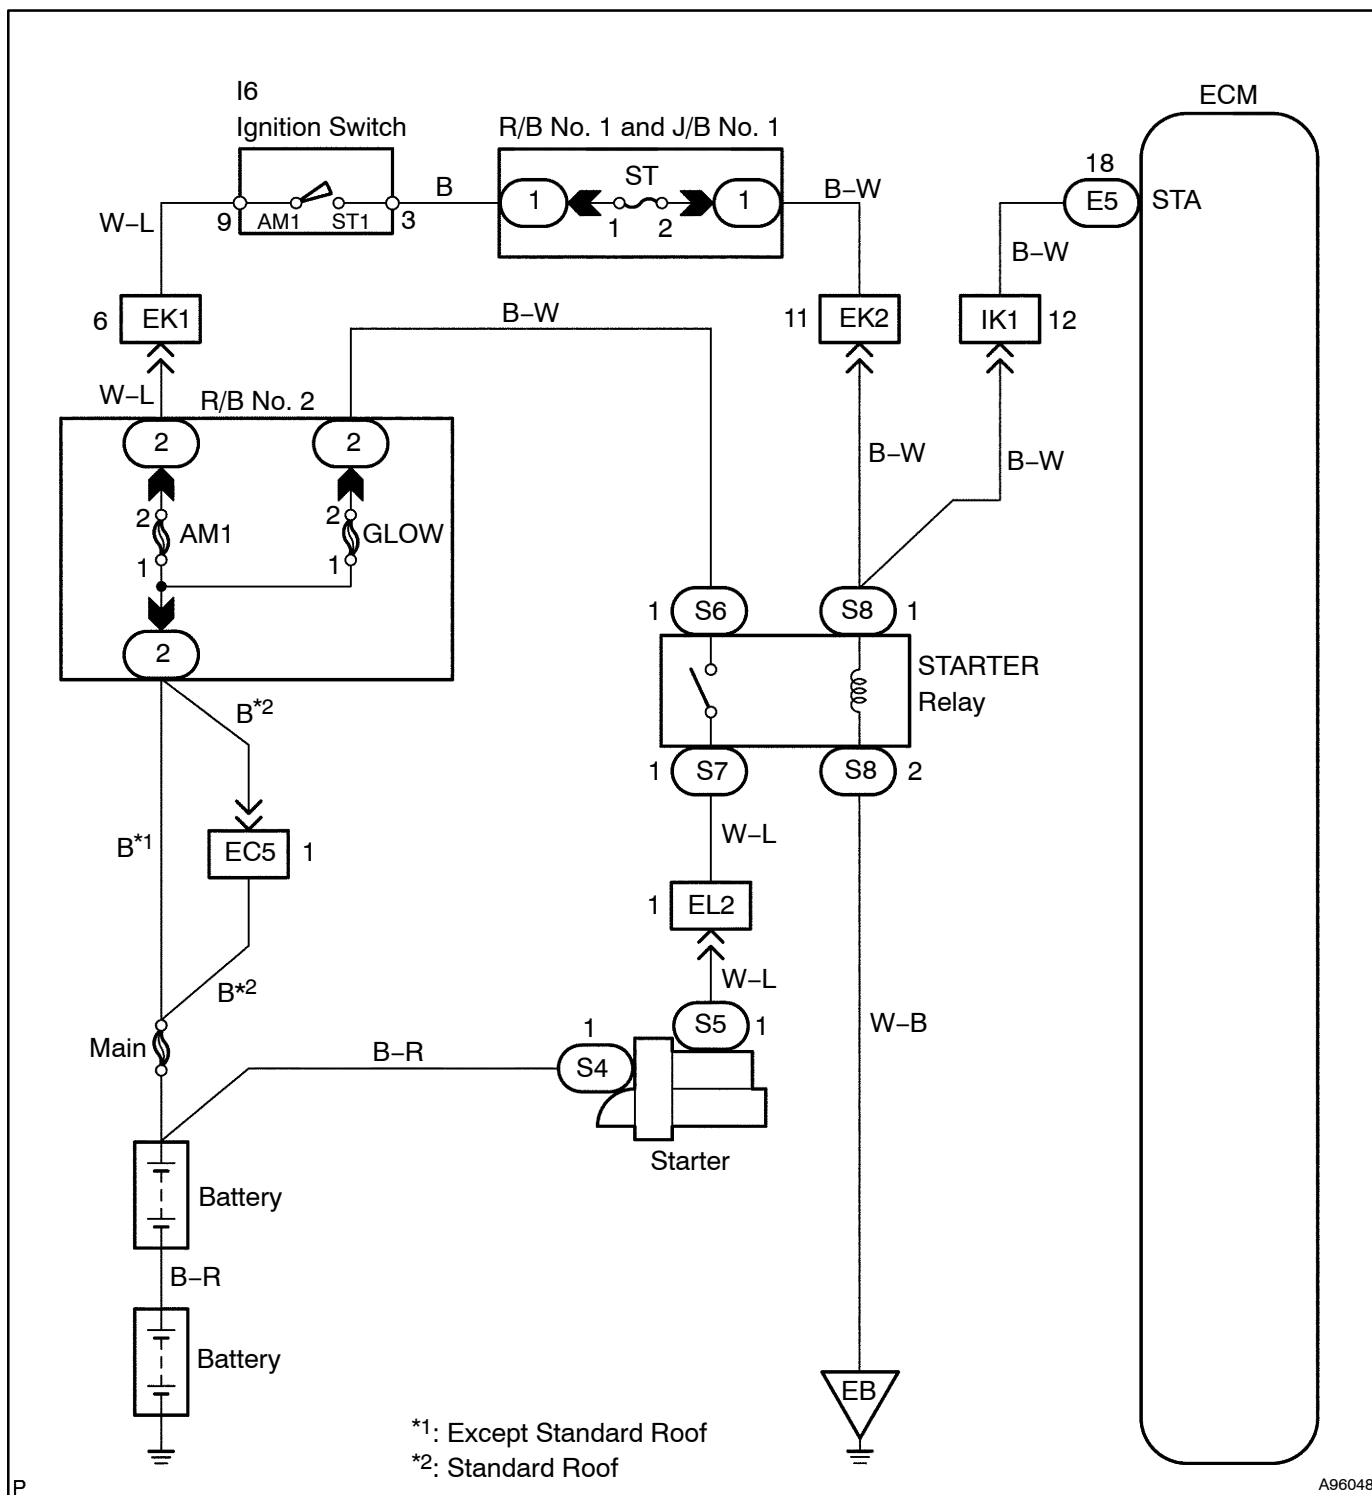 I6
Ignition Switch
R/B No. 1 and J/B No. 1
ECM
9 AM1 ST1 3
B
1 ST 1
1 2
B–W
18
E5 STA
W–L
B–W
6 EK1
B–W
11 EK2
IK1 12
W–L
R/B No. 2
2
2
B–W
B–W
2
AM1
1
2
GLOW
1
2
1 S6
S8 1
STARTER
Relay
B*2
1 S7
S8 2
B*1
EC5 1
W–L
1 EL2
B*2
W–L
S5 1
W–B
Main
B–R
1
S4
Starter
Battery
B–R
Battery
EB
*1: Except Standard Roof
*2: Standard Roof
P
A96048